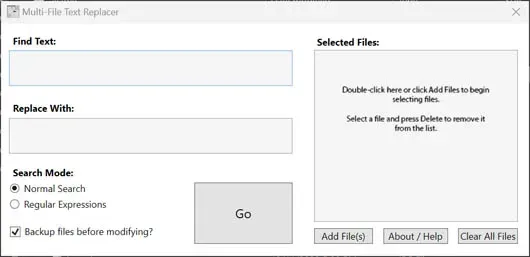 Multi-File Text Replacer
Find Text:
Replace With:
Search Mode:
Normal Search
Regular Expressions
Backup files before modifying?
Go
Selected Files:
Double-click here or click Add Files to begin
selecting files.
Select a file and press Delete to remove it
from the list.
Add File(s)
About / Help
Clear All Files